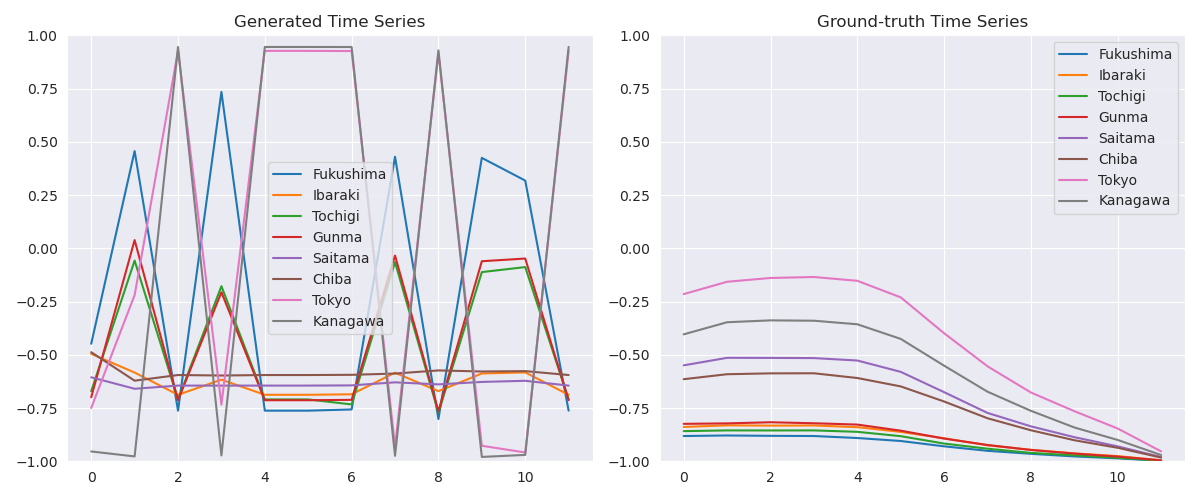 Generated Time Series
1.00
0.75
0.50
0.25
0.00
−0.25
−0.50
−0.75
−1.00
0 2 4 6 8 10
Fukushima
Ibaraki
Tochigi
Gunma
Saitama
Chiba
Tokyo
Kanagawa
Ground-truth Time Series
1.00
0.75
0.50
0.25
0.00
−0.25
−0.50
−0.75
−1.00
0 2 4 6 8 10
Fukushima
Ibaraki
Tochigi
Gunma
Saitama
Chiba
Tokyo
Kanagawa